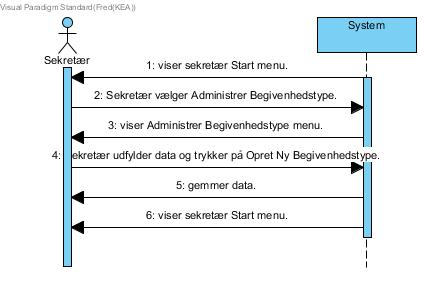 Visual Paradigm Standard(Fred(KEA))
System
Sekretær
1: viser sekretær Start menu.
2: Sekretær vælger Administrer Begivenhedstype.
3: viser Administrer Begivenhedstype menu.
4: ekretær udfylder data og trykker på Opret Ny Begivenhedstype.
5: gemmer data.
6: viser sekretær Start menu.